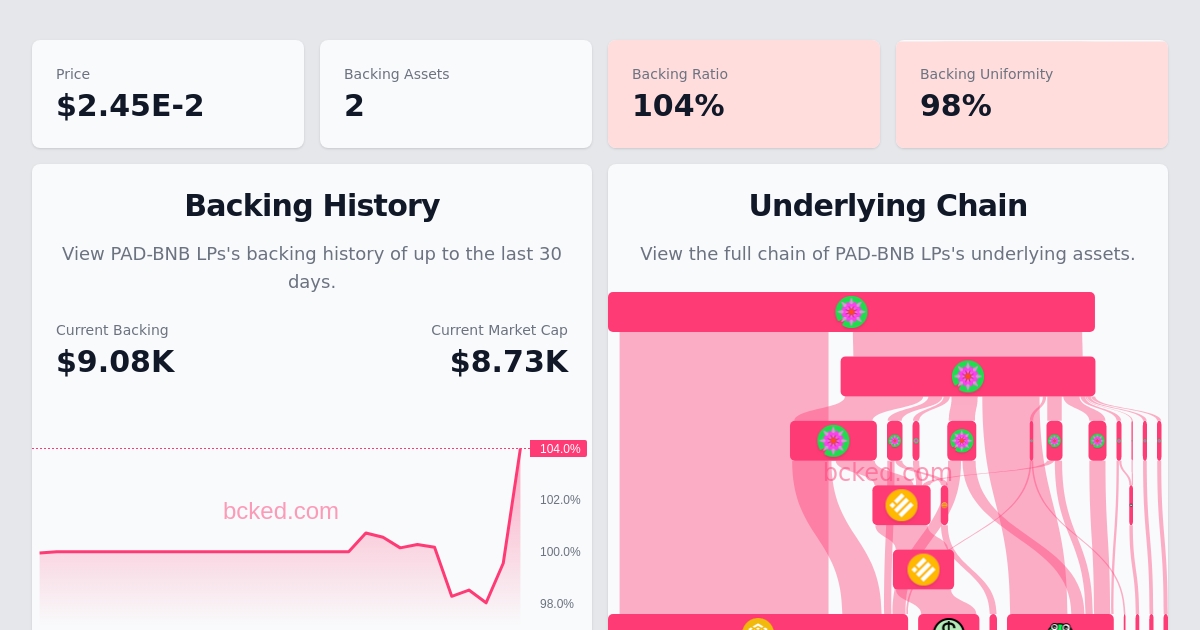 Price
$2.45E-2
Backing Assets
2
Backing Ratio
104%
Backing Uniformity
98%
Backing History
View PAD-BNB LPs's backing history of up to the last 30
days.
Current Backing
$9.08K
Current Market Cap
$8.73K
104.0%
102.0%
100.0%
98.0%
bcked.com
Underlying Chain
View the full chain of PAD-BNB LPs's underlying assets.
bcked.com